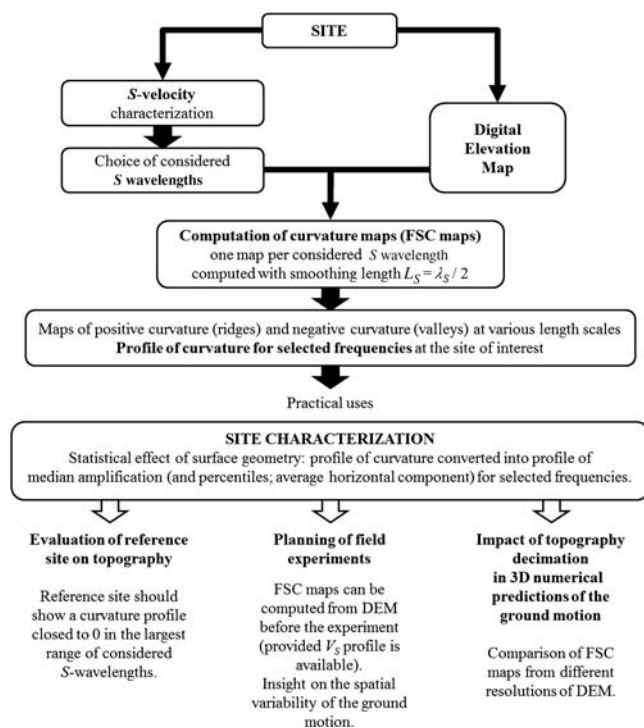 SITE
S-velocity
characterization
Choice of considered
S wavelengths
Digital
Elevation
Map
Computation of curvature maps (FSC maps)
one map per considered S wavelength
computed with smoothing length L_S = λ_S / 2
Maps of positive curvature (ridges) and negative curvature (valleys) at various length scales
Profile of curvature for selected frequencies at the site of interest
Practical uses
SITE CHARACTERIZATION
Statistical effect of surface geometry: profile of curvature converted into profile of
median amplification (and percentiles; average horizontal component) for selected frequencies.
Evaluation of reference
site on topography
Reference site should
show a curvature profile
closed to 0 in the largest
range of considered
S-wavelengths.
Planning of field
experiments
FSC maps can be
computed from DEM
before the experiment
(provided V_S profile is
available).
Insight on the spatial
variability of the ground
motion.
Impact of topography
decimation
in 3D numerical
predictions of the
ground motion
Comparison of FSC
maps from different
resolutions of DEM.